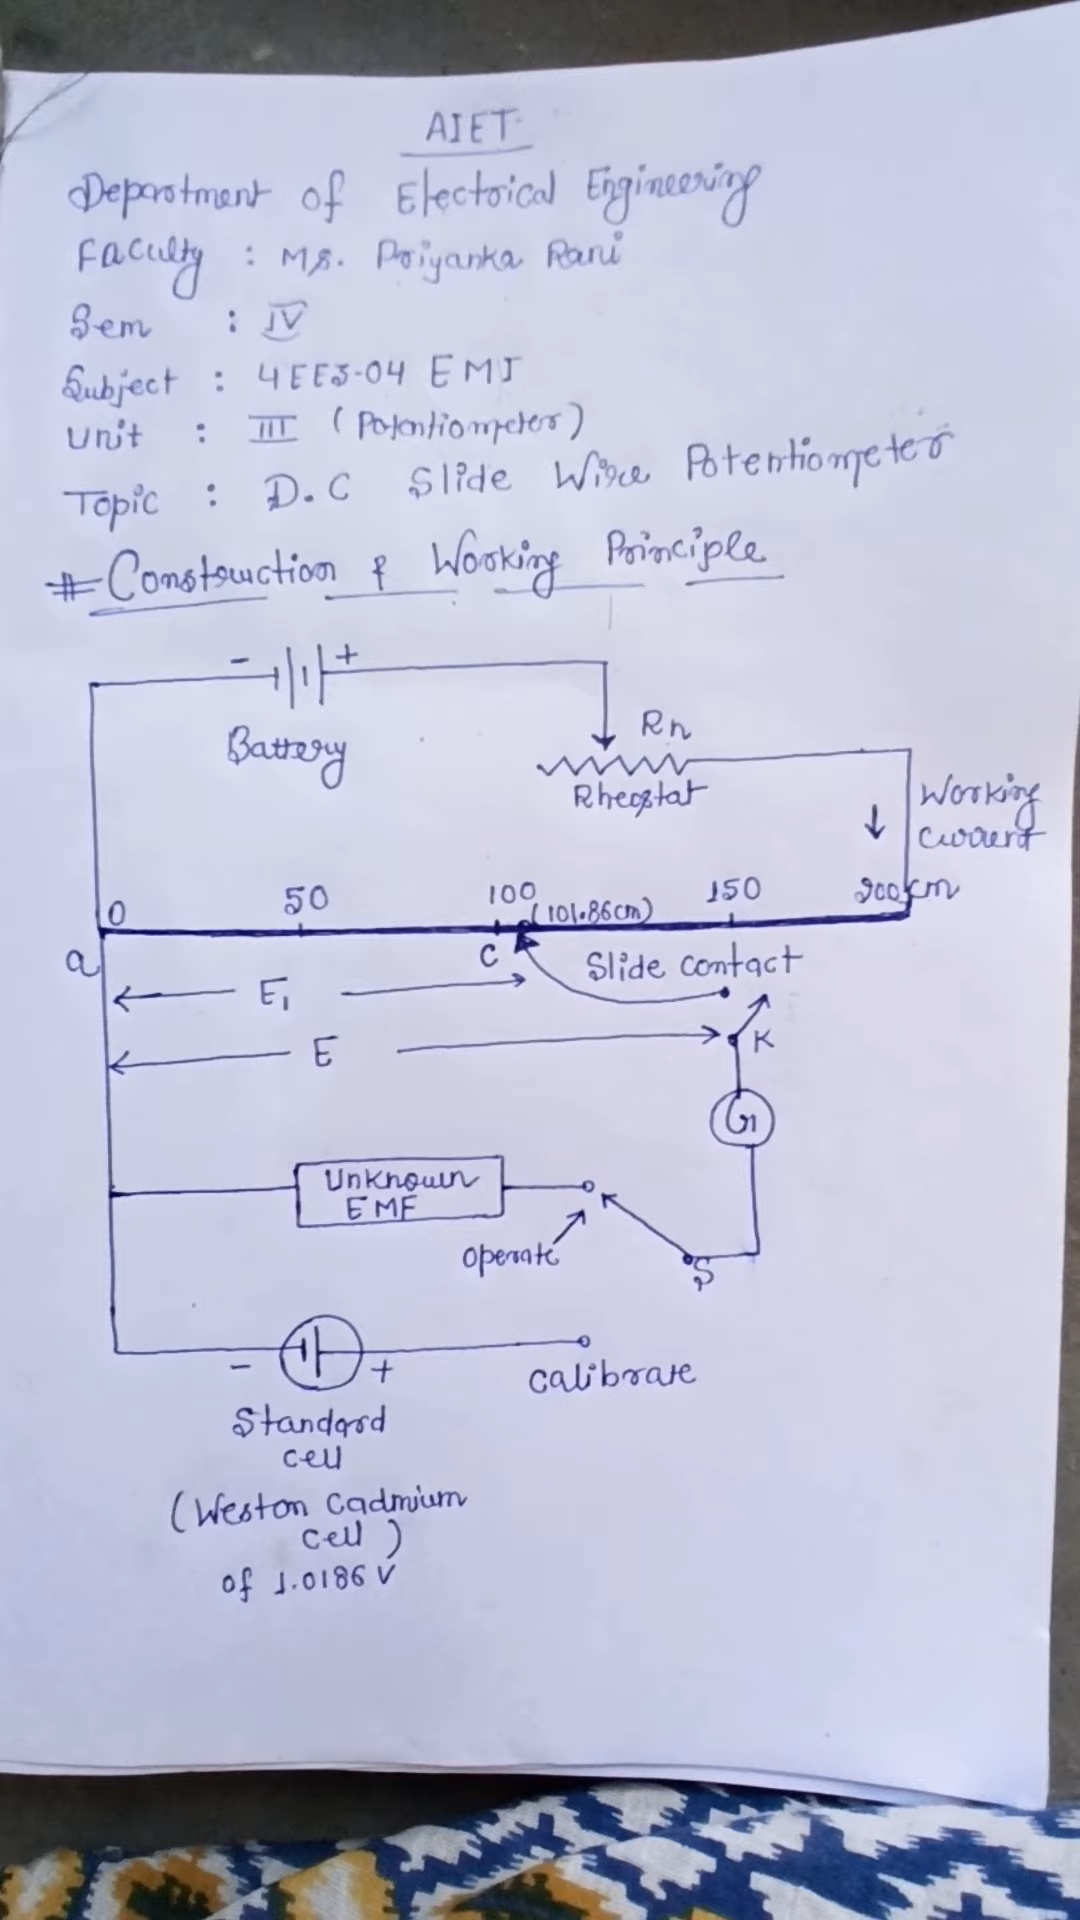 AIET
Department of Electrical Engineering
Faculty : Ms. Priyanka Rani
Sem : IV
Subject : 4EE3-04 EMI
Unit : III (Potentiometer)
Topic : D.C Slide Wire Potentiometer
# Construction & Working Principle
- +
Battery
Rh
Rheostat
Working
current
0 50 100 (101.86cm) 150 200cm
a
C
Slide contact
E₁
E
K
G
Unknown
EMF
operate
S
- +
calibrate
Standard
cell
(Weston cadmium
cell)
of 1.0186 V